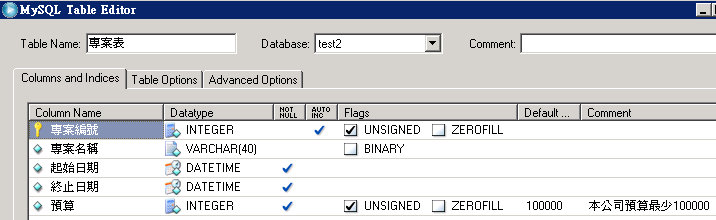 MySQL Table Editor
Table Name: 專案表 Database: test2 Comment:
Columns and Indices Table Options Advanced Options
Column Name Datatype NOT NULL AUTO INC Flags Default ... Comment
專案編號 INTEGER UNSIGNED ZEROFILL
專案名稱 VARCHAR(40) BINARY
起始日期 DATETIME
終止日期 DATETIME
預算 INTEGER UNSIGNED ZEROFILL 100000 本公司預算最少100000